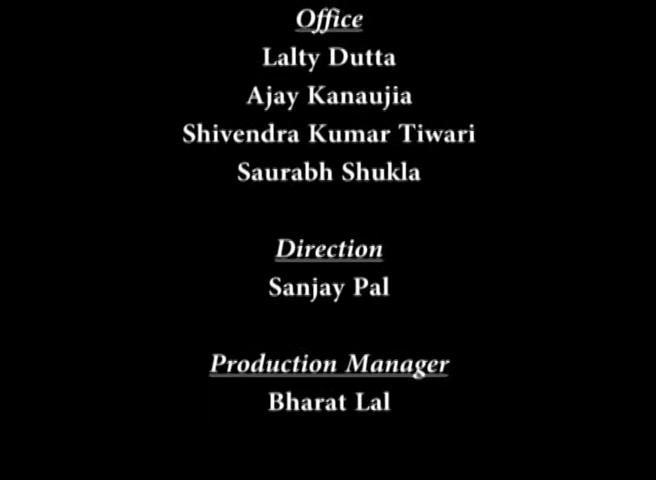 Office
Lalty Dutta
Ajay Kanaujia
Shivendra Kumar Tiwari
Saurabh Shukla
Direction
Sanjay Pal
Production Manager
Bharat Lal